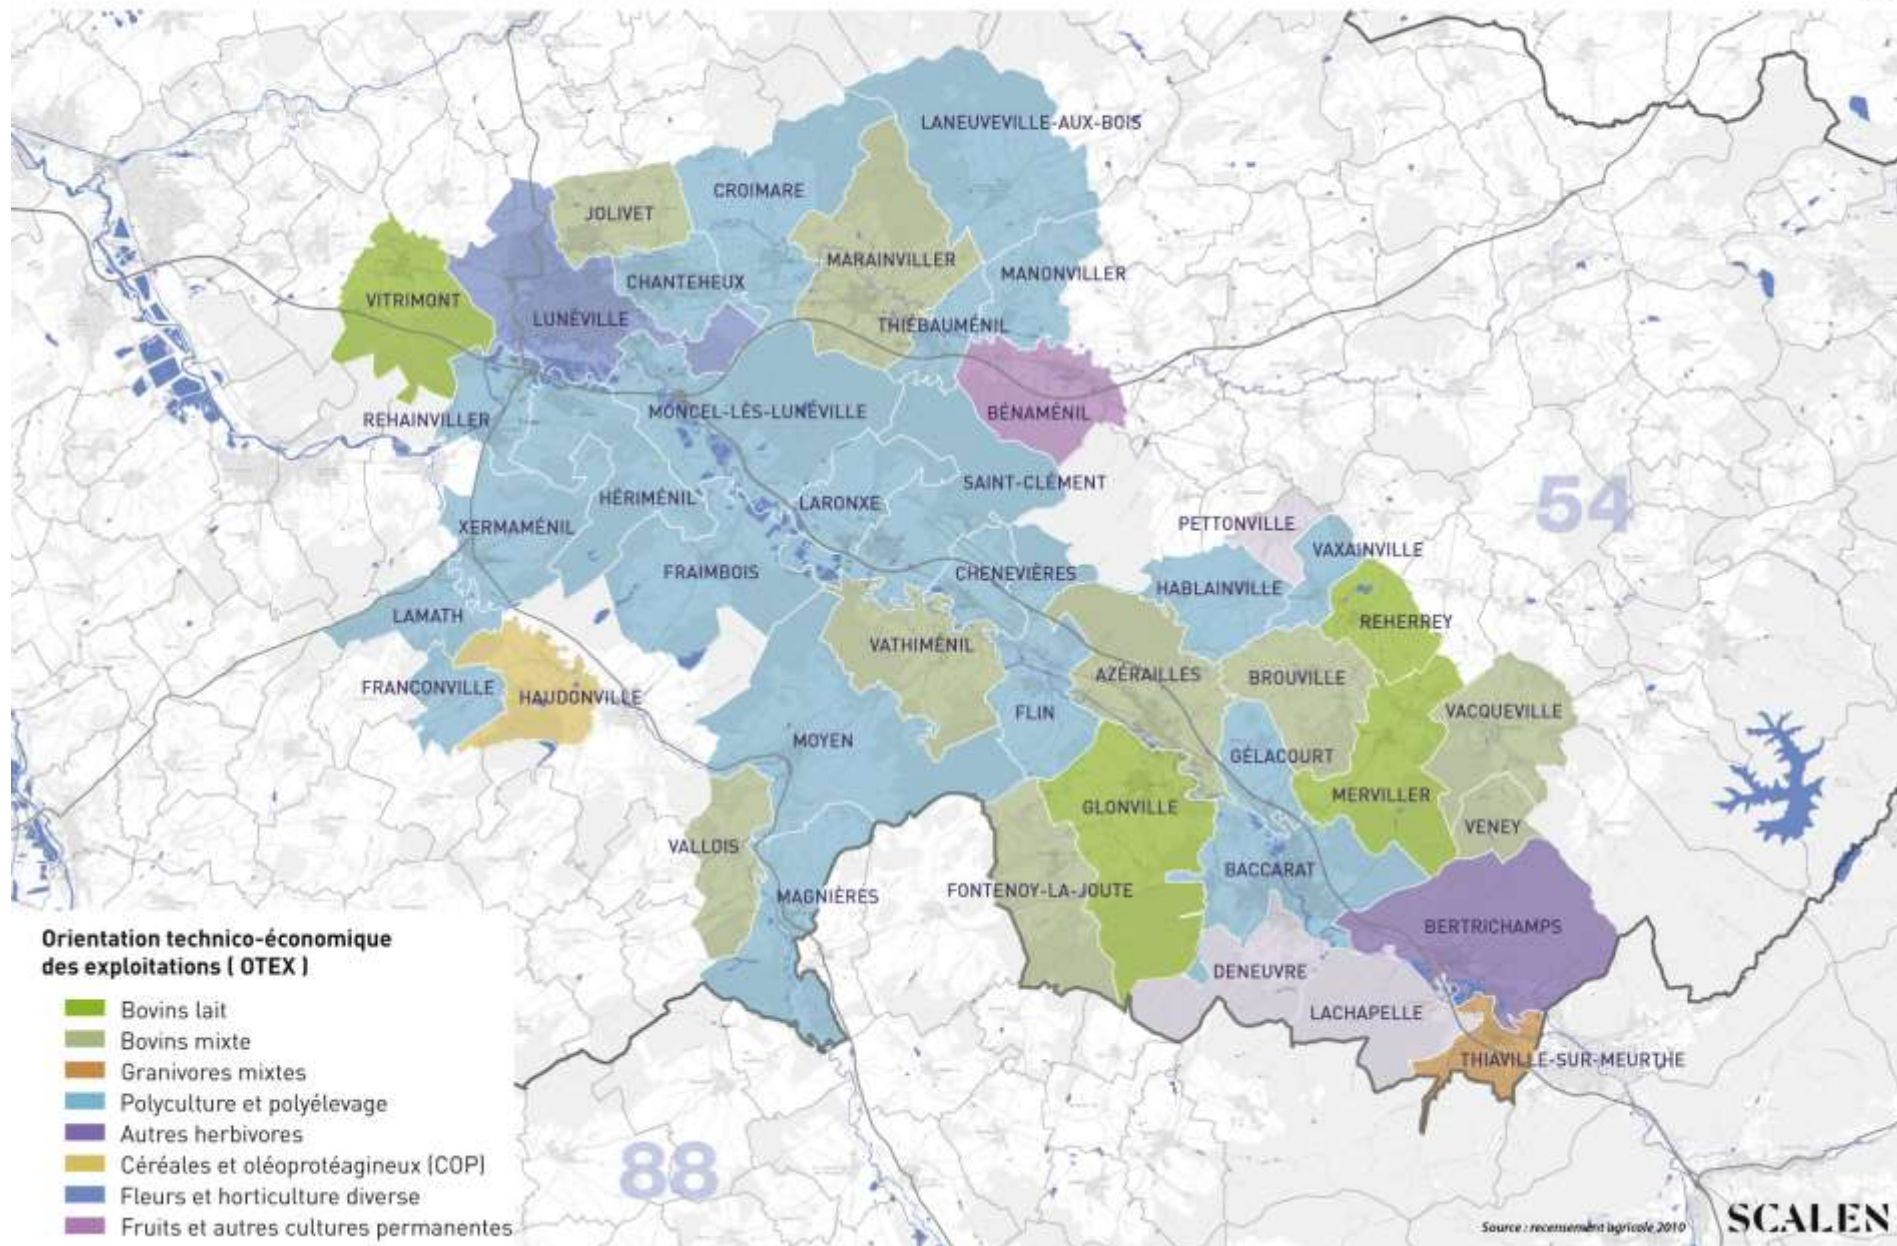 LANEUVEVILLE-AUX-BOIS
CROIMARE
JOLIVET
MARAINVILLER
MANONVILLER
CHANTEHEUX
VITRIMONT
LUNÉVILLE
THIÉBAUMÉNIL
REHAINVILLER
MONCEL-LÈS-LUNÉVILLE
BÉNAMÉNIL
SAINT-CLÉMENT
HÉRIMÉNIL
LARONXE
54
XERMAMÉNIL
PETTONVILLE
VAXAINVILLE
FRAIMBOIS
CHENEVIÈRES
HABLAINVILLE
LAMATH
REHERREY
VATHIMÉNIL
AZÉRAILLES
BROUVILLE
FRANCONVILLE
HAUDONVILLE
FLIN
VACQUEVILLE
MOYEN
GÉLACOURT
GLONVILLE
MERVILLER
VENEY
VALLOIS
BACCARAT
MAGNIÈRES
FONTENOY-LA-JOUTE
BERTRICHAMPS
DENEUVRE
LACHAPELLE
THIAVILLE-SUR-MEURTHE
88
Orientation technico-économique
des exploitations ( OTEX )
Bovins lait
Bovins mixte
Granivores mixtes
Polyculture et polyélevage
Autres herbivores
Céréales et oléoprotéagineux (COP)
Fleurs et horticulture diverse
Fruits et autres cultures permanentes
Source : recensement agricole 2010
SCALEN